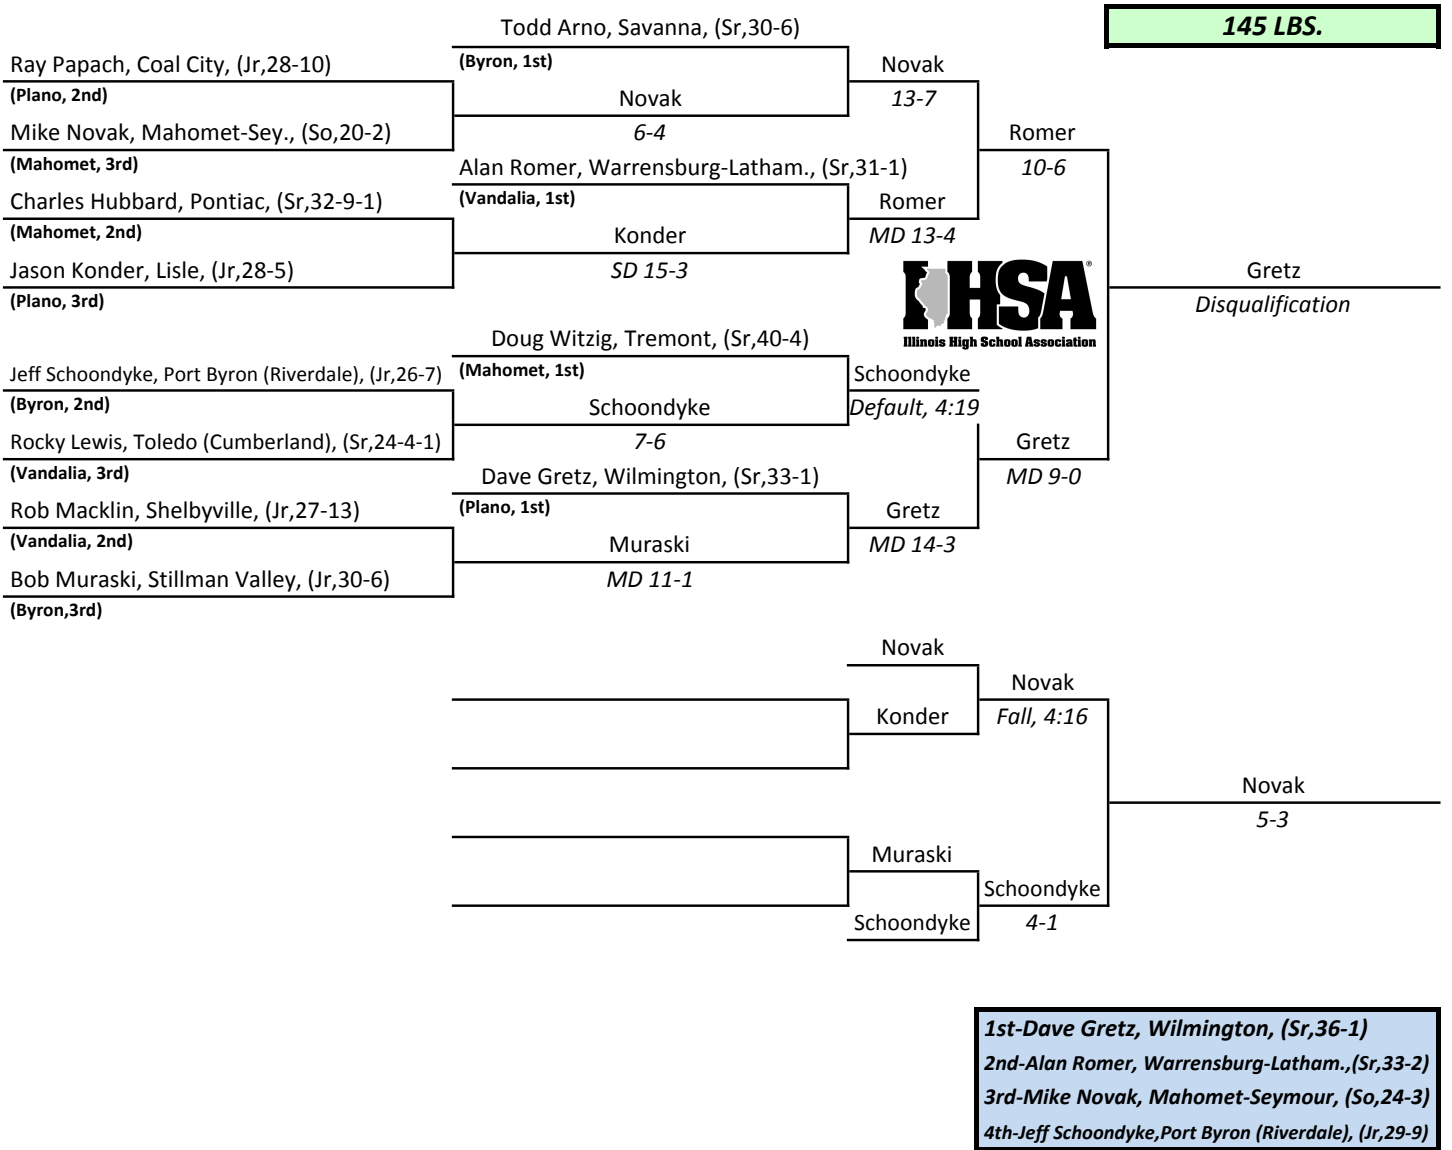 Todd Arno, Savanna, (Sr,30-6)
145 LBS.
Ray Papach, Coal City, (Jr,28-10)
(Byron, 1st)
Novak
(Plano, 2nd)
Novak
13-7
Mike Novak, Mahomet-Sey., (So,20-2)
6-4
Romer
(Mahomet, 3rd)
Alan Romer, Warrensburg-Latham., (Sr,31-1)
10-6
Charles Hubbard, Pontiac, (Sr,32-9-1)
(Vandalia, 1st)
Romer
(Mahomet, 2nd)
Konder
MD 13-4
Jason Konder, Lisle, (Jr,28-5)
SD 15-3
IHSA®
Gretz
(Plano, 3rd)
Disqualification
Illinois High School Association
Doug Witzig, Tremont, (Sr,40-4)
Jeff Schoondyke, Port Byron (Riverdale), (Jr,26-7)
(Mahomet, 1st)
Schoondyke
(Byron, 2nd)
Schoondyke
Default, 4:19
Rocky Lewis, Toledo (Cumberland), (Sr,24-4-1)
7-6
Gretz
(Vandalia, 3rd)
Dave Gretz, Wilmington, (Sr,33-1)
MD 9-0
Rob Macklin, Shelbyville, (Jr,27-13)
(Plano, 1st)
Gretz
(Vandalia, 2nd)
Muraski
MD 14-3
Bob Muraski, Stillman Valley, (Jr,30-6)
MD 11-1
(Byron,3rd)
Novak
Novak
Konder
Fall, 4:16
Novak
5-3
Muraski
Schoondyke
Schoondyke
4-1
1st-Dave Gretz, Wilmington, (Sr,36-1)
2nd-Alan Romer, Warrensburg-Latham.,(Sr,33-2)
3rd-Mike Novak, Mahomet-Seymour, (So,24-3)
4th-Jeff Schoondyke,Port Byron (Riverdale), (Jr,29-9)